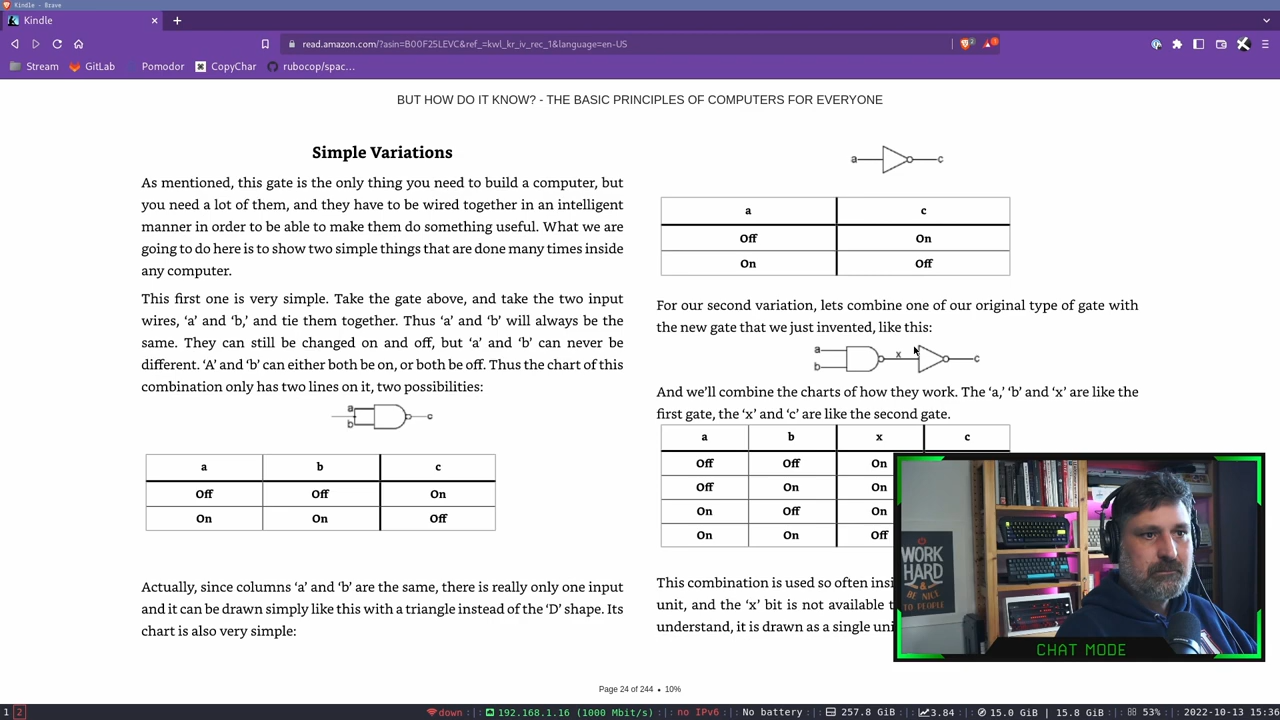 Kindle - Brave
Kindle
read.amazon.com/?asin=B00F25LEVC&ref_=kwl_kr_iv_rec_1&language=en-US
Stream GitLab Pomodor CopyChar rubocop/spac…
BUT HOW DO IT KNOW? - THE BASIC PRINCIPLES OF COMPUTERS FOR EVERYONE
Simple Variations
As mentioned, this gate is the only thing you need to build a computer, but
you need a lot of them, and they have to be wired together in an intelligent
manner in order to be able to make them do something useful. What we are
going to do here is to show two simple things that are done many times inside
any computer.
This first one is very simple. Take the gate above, and take the two input
wires, ‘a’ and ‘b,’ and tie them together. Thus ‘a’ and ‘b’ will always be the
same. They can still be changed on and off, but ‘a’ and ‘b’ can never be
different. ‘A’ and ‘b’ can either both be on, or both be off. Thus the chart of this
combination only has two lines on it, two possibilities:
a c
b
a b c
Off Off On
On On Off
Actually, since columns ‘a’ and ‘b’ are the same, there is really only one input
and it can be drawn simply like this with a triangle instead of the ‘D’ shape. Its
chart is also very simple:
a c
a c
Off On
On Off
For our second variation, lets combine one of our original type of gate with
the new gate that we just invented, like this:
a x c
b
And we’ll combine the charts of how they work. The ‘a,’ ‘b’ and ‘x’ are like the
first gate, the ‘x’ and ‘c’ are like the second gate.
a b x c
Off Off On
Off On On
On Off On
On On Off
This combination is used so often insi
unit, and the ‘x’ bit is not available t
understand, it is drawn as a single uni
WORK
HARD
& BE
NICE
TO PEOPLE
CHAT MODE
Page 24 of 244 • 10%
1 2 down 192.168.1.16 (1000 Mbit/s) no IPv6 No battery 257.8 GiB 3.84 15.0 GiB | 15.8 GiB 53% 2022-10-13 15:36